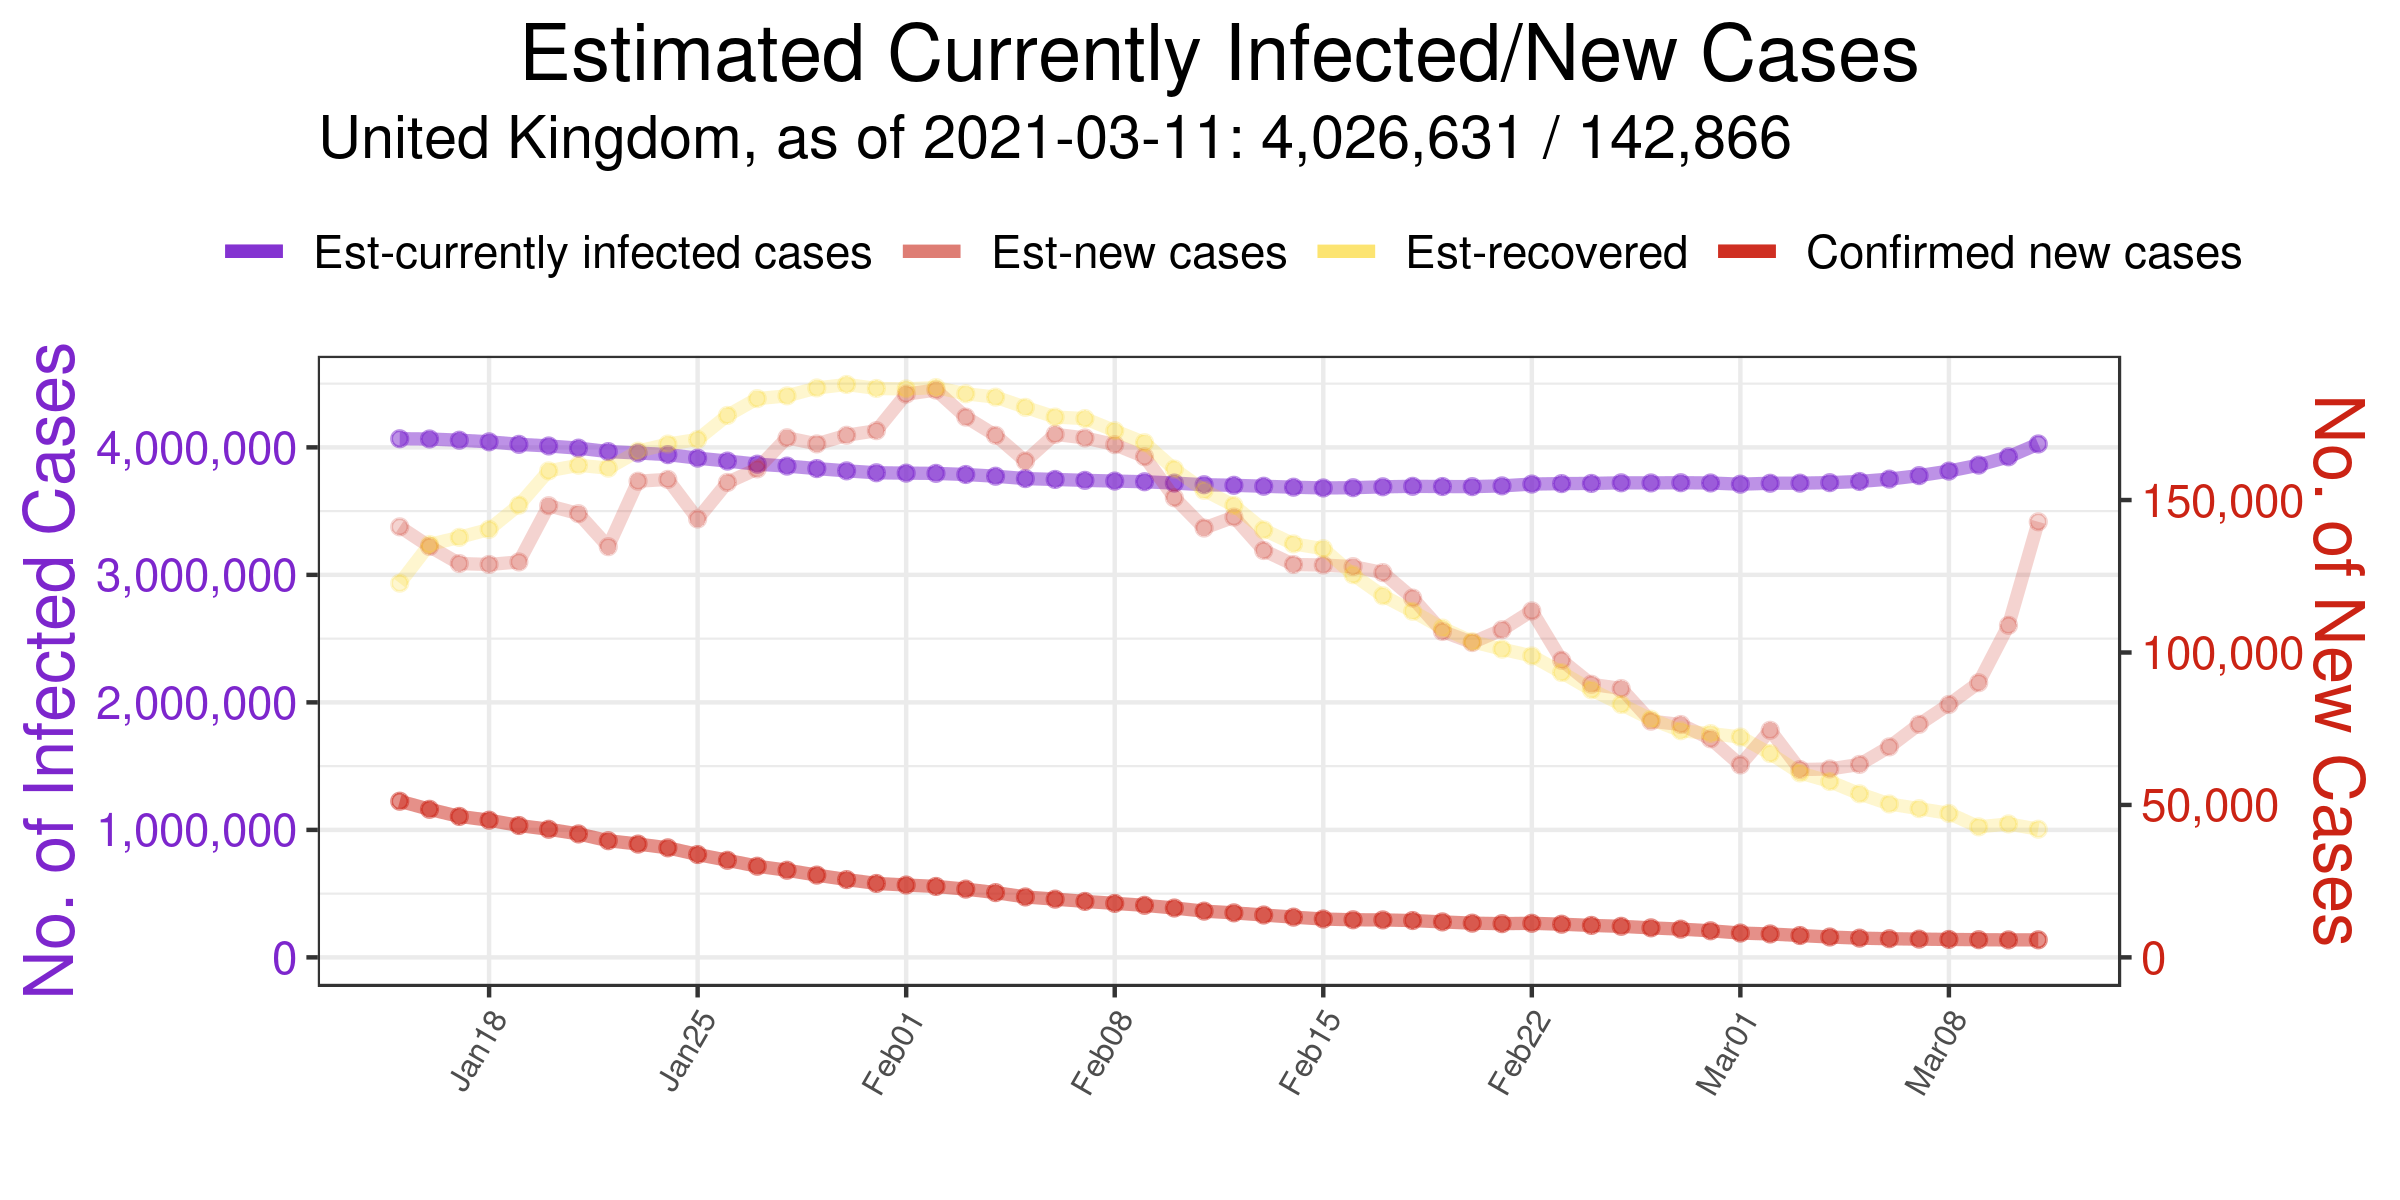 Estimated Currently Infected/New Cases
United Kingdom, as of 2021-03-11: 4,026,631 / 142,866
Est-currently infected cases Est-new cases Est-recovered Confirmed new cases
No. of Infected Cases
4,000,000
3,000,000
2,000,000
1,000,000
0
150,000
100,000
50,000
0
No. of New Cases
Jan18 Jan25 Feb01 Feb08 Feb15 Feb22 Mar01 Mar08